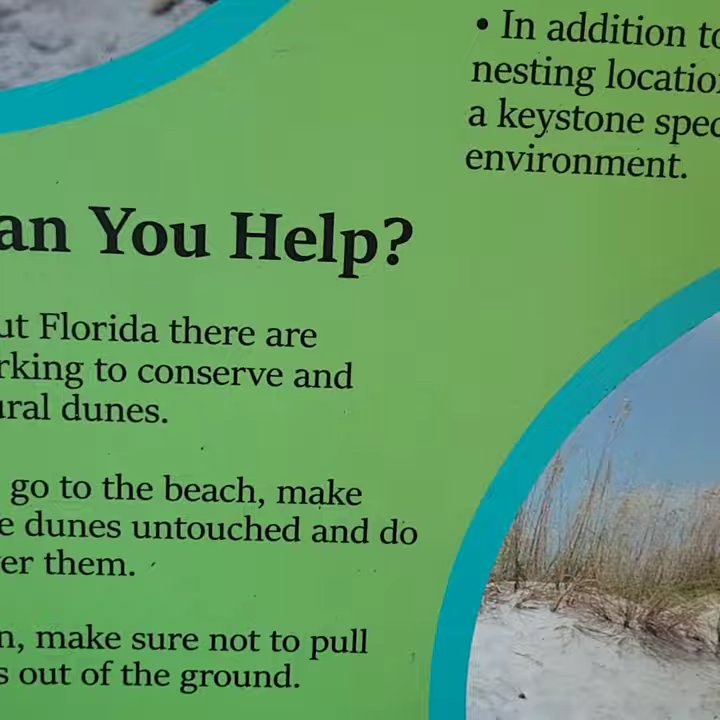 • In addition to
nesting locatio
a keystone spec
environment.
an You Help?
ut Florida there are
rking to conserve and
ural dunes.
go to the beach, make
e dunes untouched and do
er them.
n, make sure not to pull
s out of the ground.